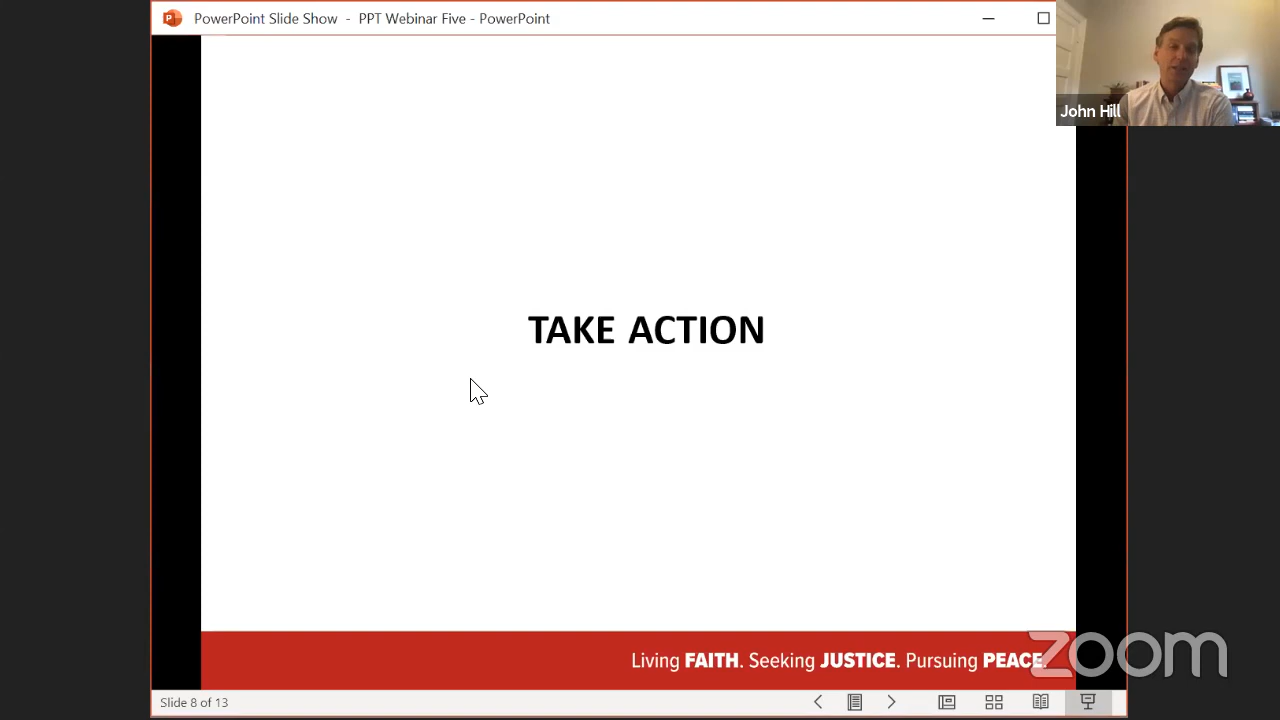 PowerPoint Slide Show - PPT Webinar Five - PowerPoint
John Hill
TAKE ACTION
Living FAITH. Seeking JUSTICE. Pursuing PEACE.
zoom
Slide 8 of 13